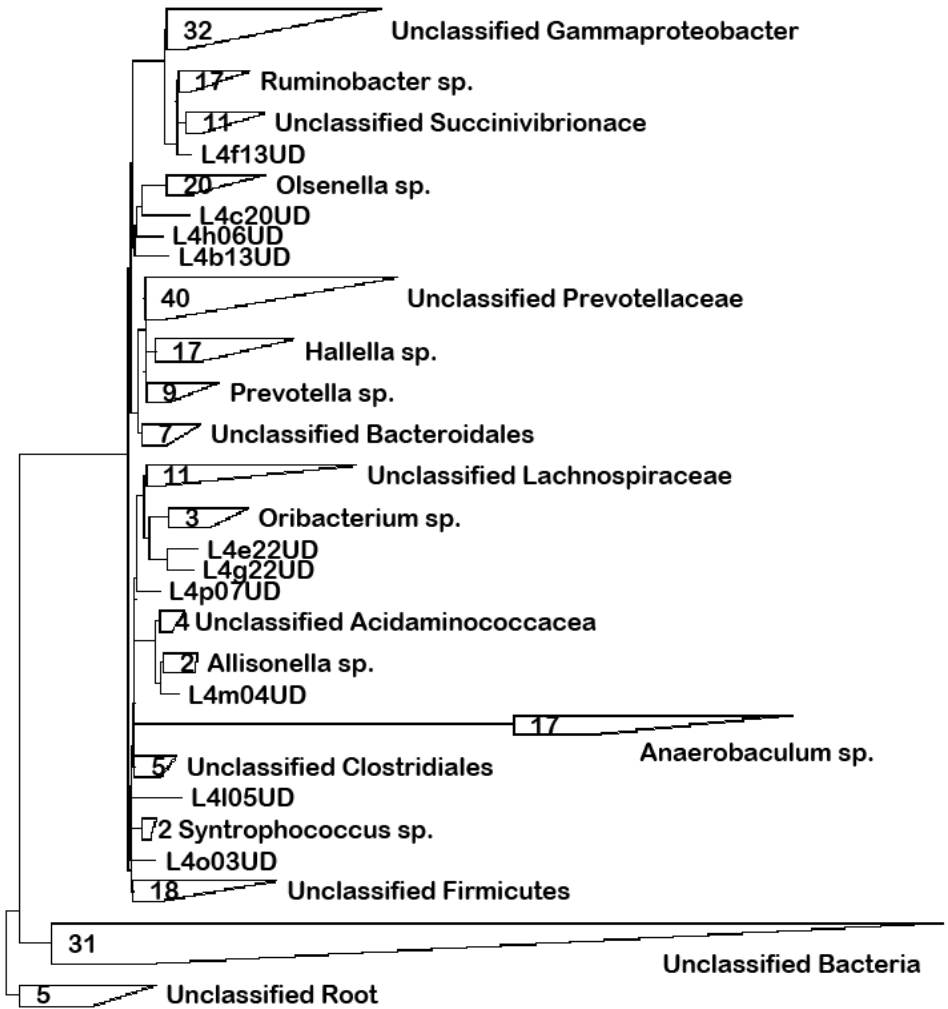 32 Unclassified Gammaproteobacter
17 Ruminobacter sp.
11 Unclassified Succinivibrionace
L4f13UD
20 Olsenella sp.
L4c20UD
L4h06UD
L4b13UD
40 Unclassified Prevotellaceae
17 Hallella sp.
9 Prevotella sp.
7 Unclassified Bacteroidales
11 Unclassified Lachnospiraceae
3 Oribacterium sp.
L4e22UD
L4g22UD
L4p07UD
4 Unclassified Acidaminococcacea
2 Allisonella sp.
L4m04UD
17
Anaerobaculum sp.
5 Unclassified Clostridiales
L4l05UD
2 Syntrophococcus sp.
L4o03UD
18 Unclassified Firmicutes
31
Unclassified Bacteria
5 Unclassified Root